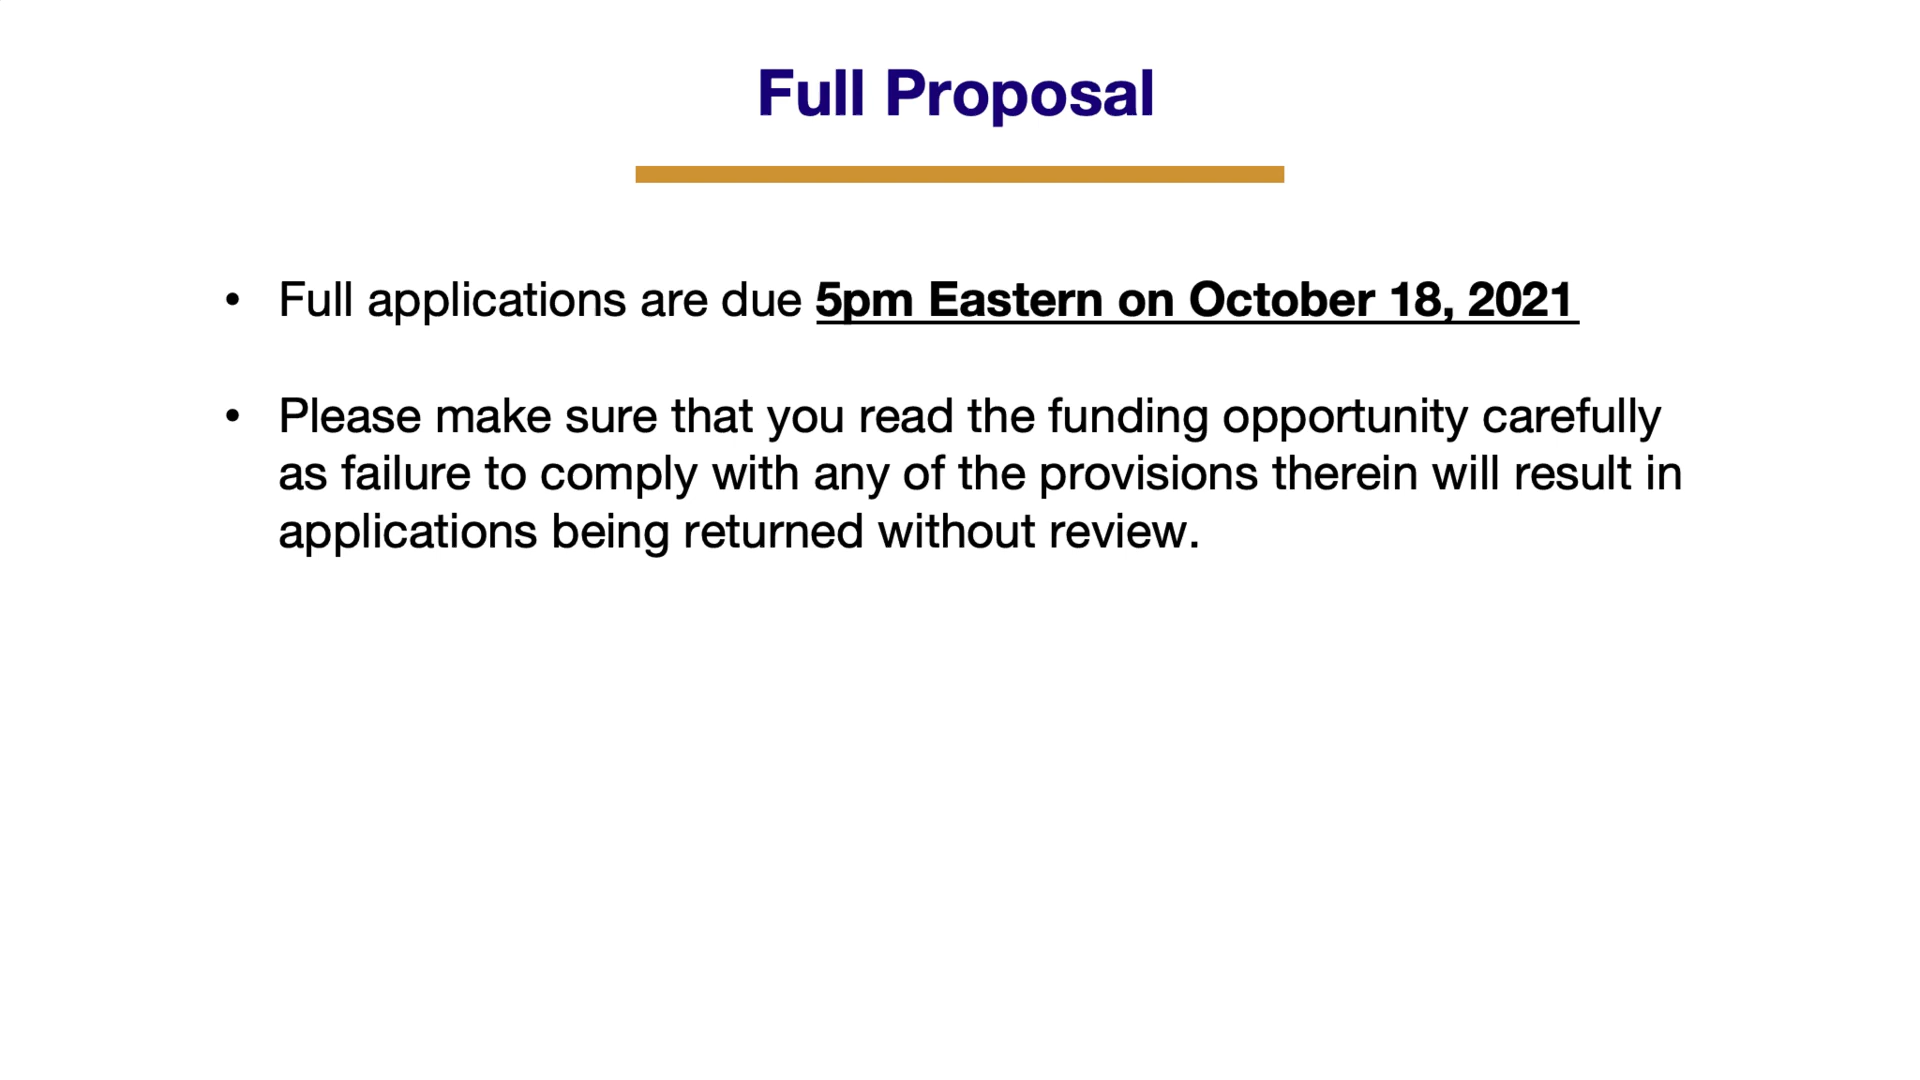 Full Proposal
• Full applications are due 5pm Eastern on October 18, 2021
• Please make sure that you read the funding opportunity carefully
as failure to comply with any of the provisions therein will result in
applications being returned without review.